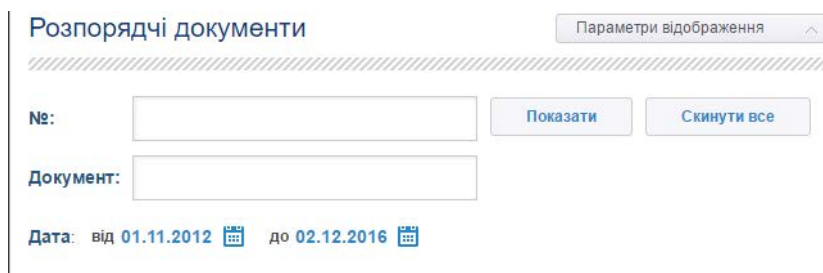 Розпорядчі документи Параметри відображення
№: Показати Скинути все
Документ:
Дата: від 01.11.2012 до 02.12.2016